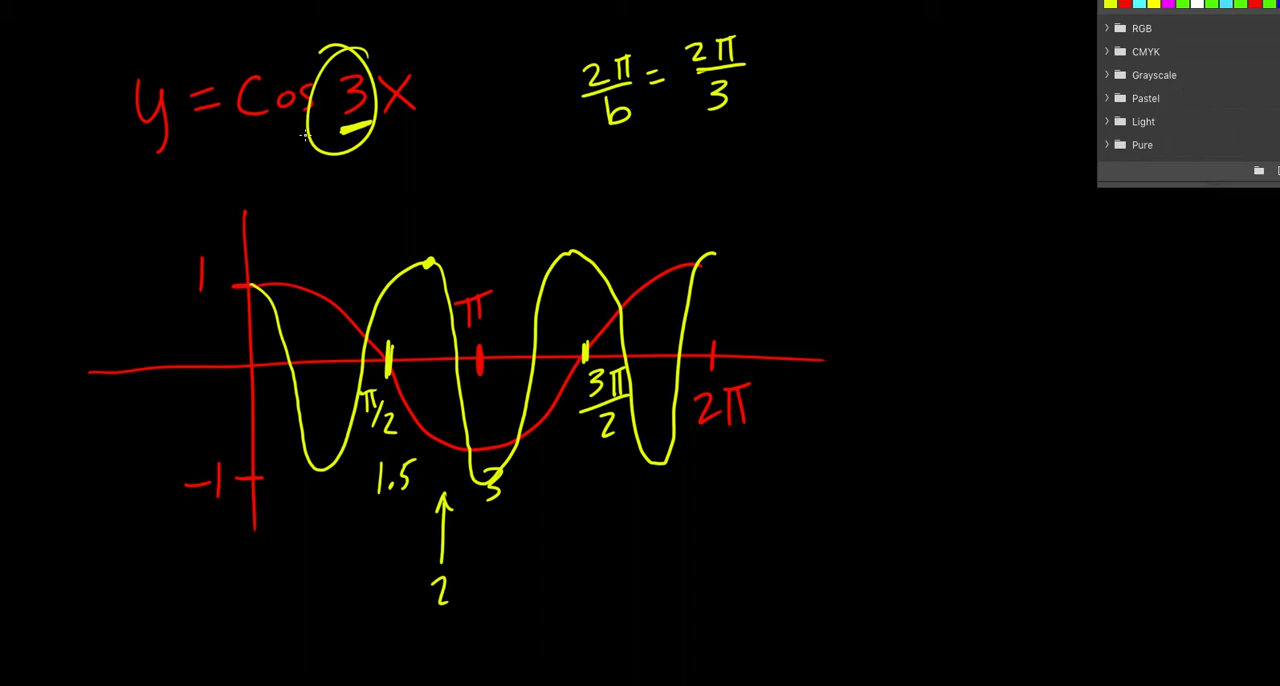 y = Cos 3x
2π/b = 2π/3
RGB
CMYK
Grayscale
Pastel
Light
Pure
1
π
π/2
3π/2
2π
-1
1.5
3
2